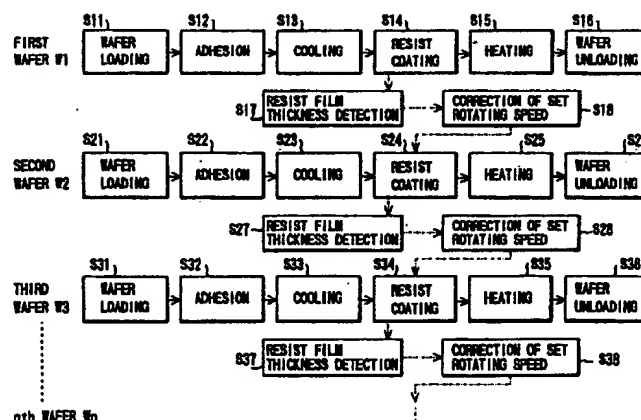 S11 S12 S13 S14 S15 S16
FIRST WAFER LOADING ADHESION COOLING RESIST COATING HEATING WAFER UNLOADING
WAFER W1
S17 RESIST FILM THICKNESS DETECTION CORRECTION OF SET ROTATING SPEED S18
S21 S22 S23 S24 S25 S2
SECOND WAFER LOADING ADHESION COOLING RESIST COATING HEATING WAFER UNLOADING
WAFER W2
S27 RESIST FILM THICKNESS DETECTION CORRECTION OF SET ROTATING SPEED S28
S31 S32 S33 S34 S35 S36
THIRD WAFER LOADING ADHESION COOLING RESIST COATING HEATING WAFER UNLOADING
WAFER W3
S37 RESIST FILM THICKNESS DETECTION CORRECTION OF SET ROTATING SPEED S38
nth WAFER Wn